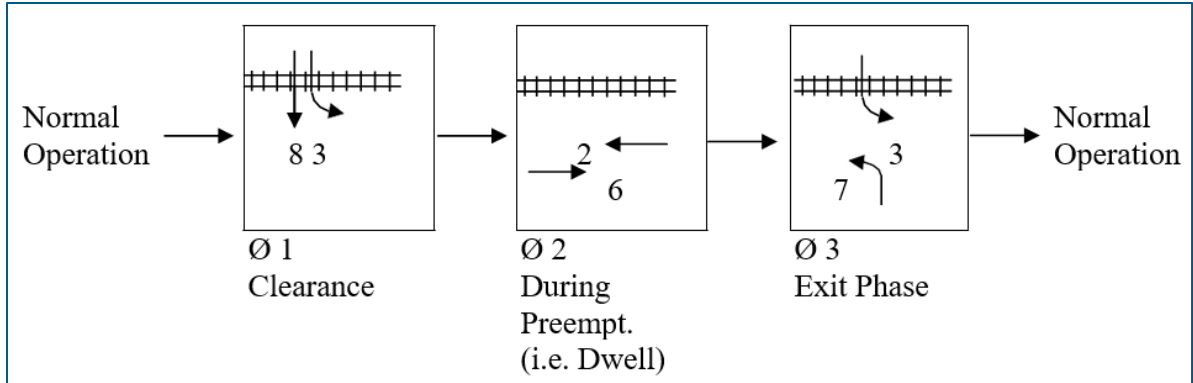 Normal
Operation
8 3
Ø 1
Clearance
2
6
Ø 2
During
Preempt.
(i.e. Dwell)
3
7
Ø 3
Exit Phase
Normal
Operation